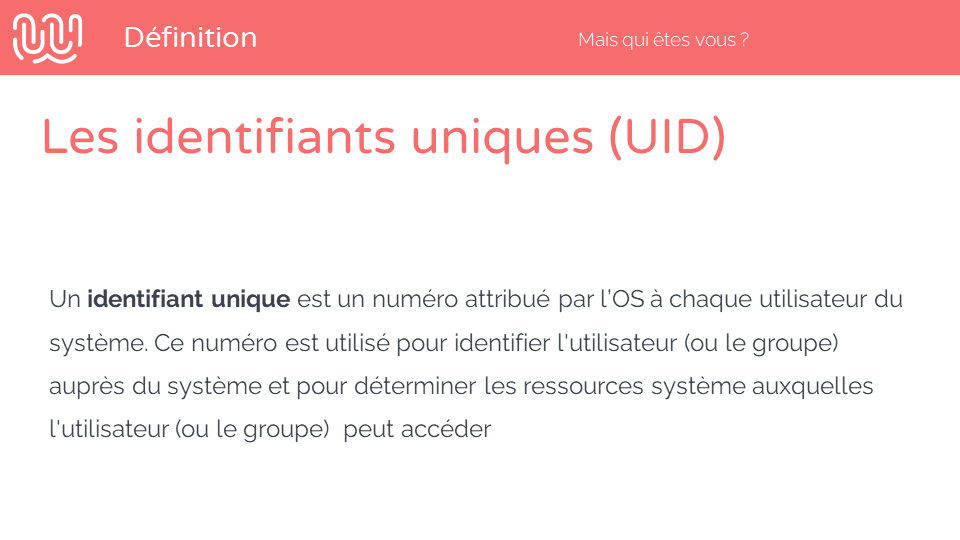 Définition
Mais qui êtes vous ?
Les identifiants uniques (UID)
Un identifiant unique est un numéro attribué par l’OS à chaque utilisateur du
système. Ce numéro est utilisé pour identifier l'utilisateur (ou le groupe)
auprès du système et pour déterminer les ressources système auxquelles
l'utilisateur (ou le groupe)  peut accéder